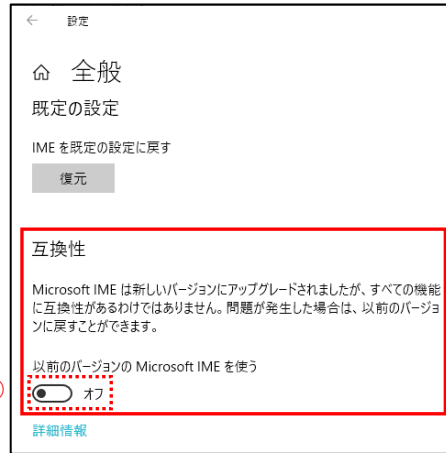 ← 設定
全般
既定の設定
IME を既定の設定に戻す
復元
互換性
Microsoft IME は新しいバージョンにアップグレードされましたが、すべての機能
に互換性があるわけではありません。問題が発生した場合は、以前のバージョ
ンに戻すことができます。
以前のバージョンの Microsoft IME を使う
オフ
詳細情報